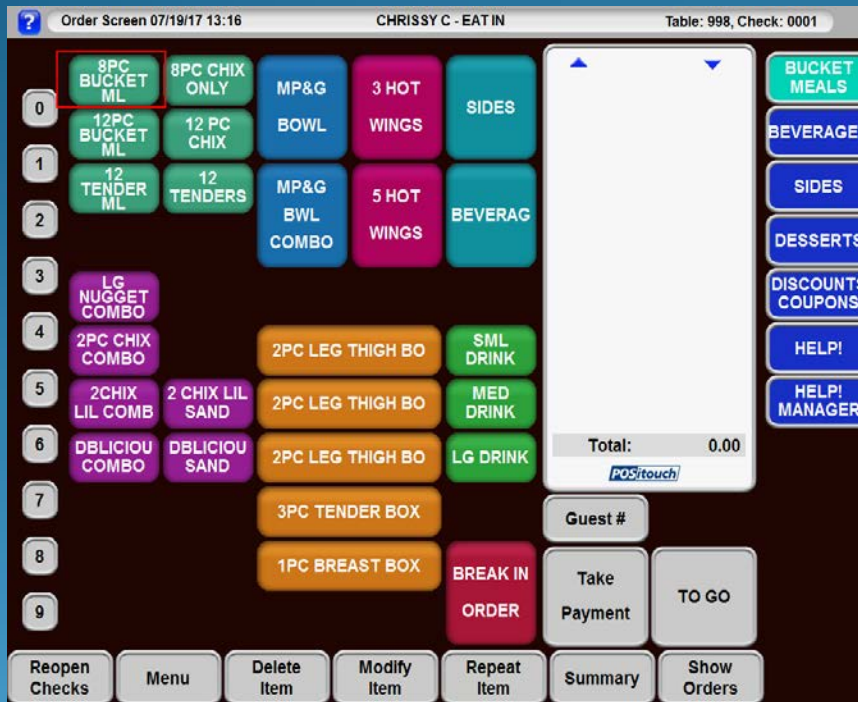 ?
Order Screen 07/19/17 13:16
CHRISSY C - EAT IN
Table: 998, Check: 0001
0
1
2
3
4
5
6
7
8
9
8PC
BUCKET
ML
8PC CHIX
ONLY
12PC
BUCKET
ML
12 PC
CHIX
12
TENDER
ML
12
TENDERS
MP&G
BOWL
3 HOT
WINGS
SIDES
MP&G
BWL
COMBO
5 HOT
WINGS
BEVERAG
LG
NUGGET
COMBO
2PC CHIX
COMBO
2CHIX
LIL COMB
2 CHIX LIL
SAND
DBLICIOU
COMBO
DBLICIOU
SAND
2PC LEG THIGH BO
SML
DRINK
2PC LEG THIGH BO
MED
DRINK
2PC LEG THIGH BO
LG DRINK
3PC TENDER BOX
1PC BREAST BOX
BREAK IN
ORDER
Total: 0.00
POSitouch
Guest #
Take
Payment
TO GO
BUCKET
MEALS
BEVERAGE
SIDES
DESSERTS
DISCOUNTS
COUPONS
HELP!
HELP!
MANAGER
Reopen
Checks
Menu
Delete
Item
Modify
Item
Repeat
Item
Summary
Show
Orders